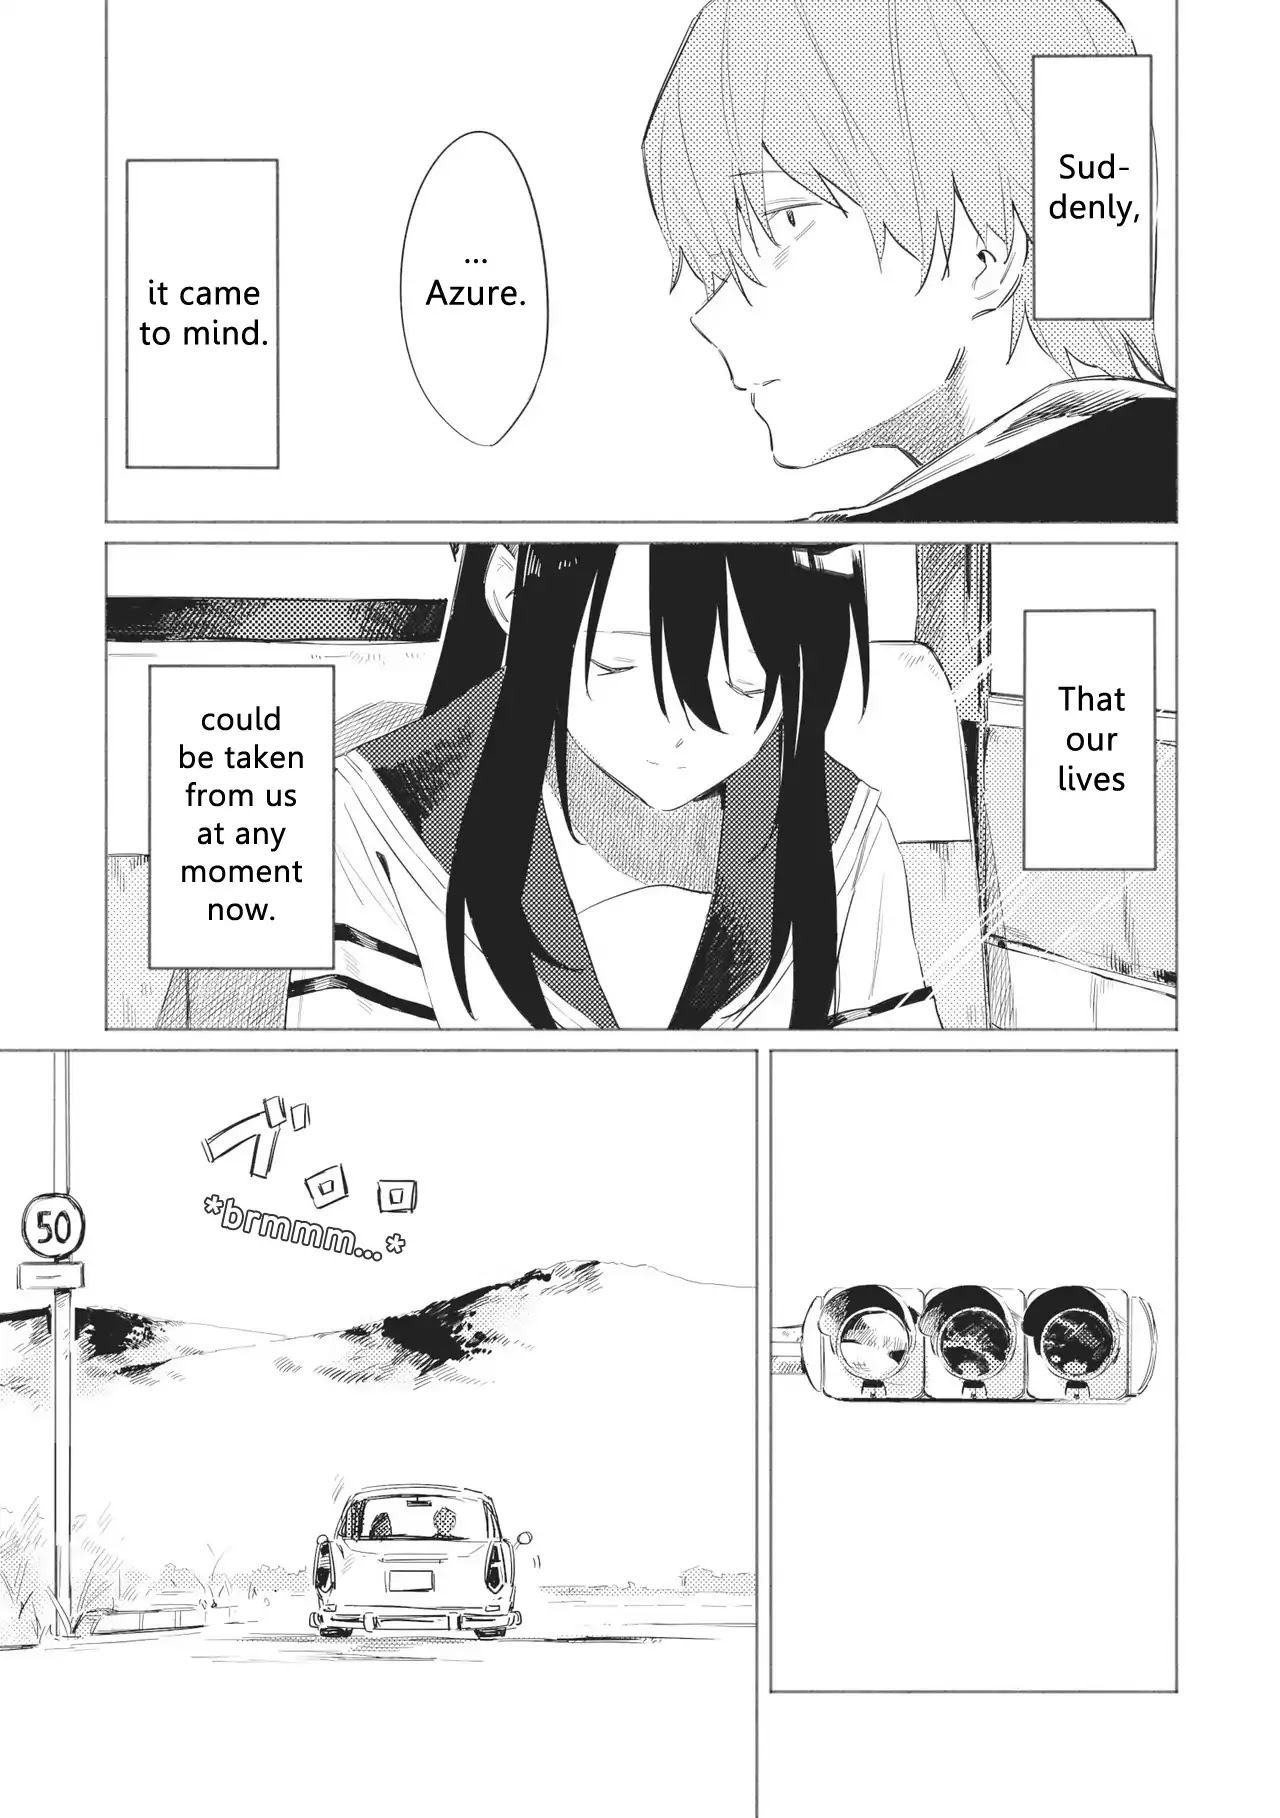 Sud-
denly,
...
Azure.
it came
to mind.
That
our
lives
could
be taken
from us
at any
moment
now.
ブロロ
*brmmm...*
50